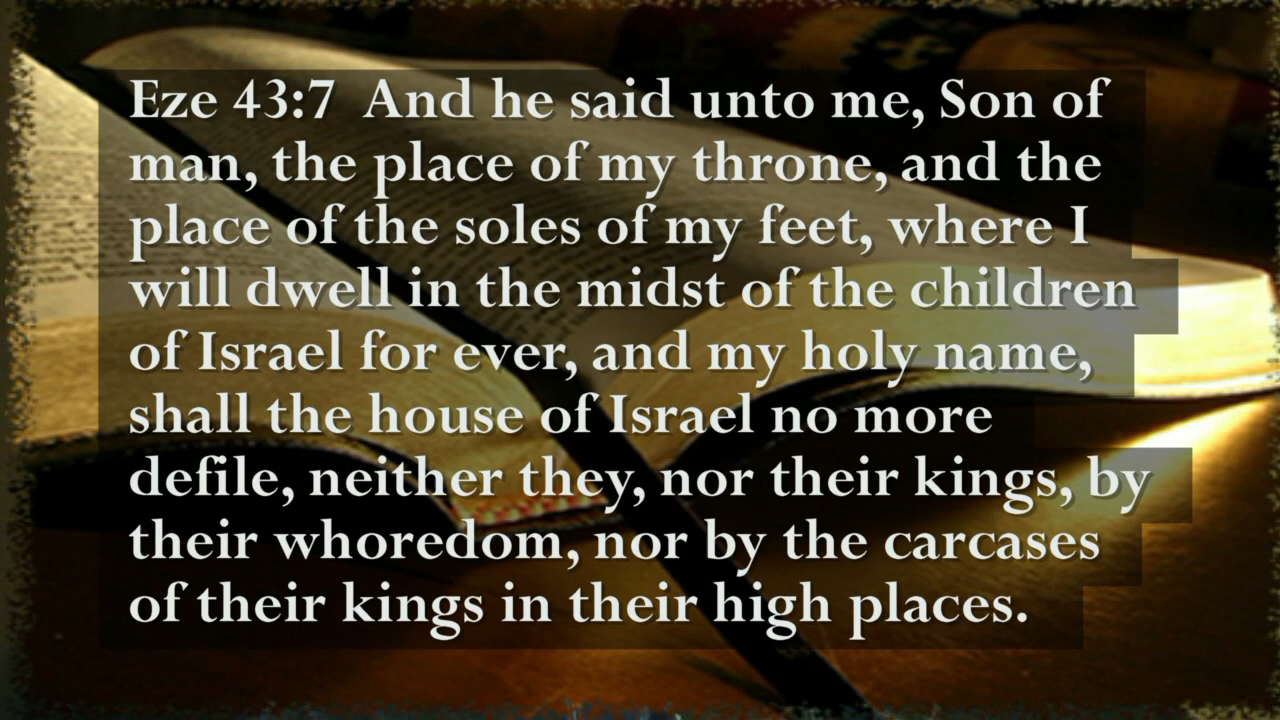 Eze 43:7  And he said unto me, Son of
man, the place of my throne, and the
place of the soles of my feet, where I
will dwell in the midst of the children
of Israel for ever, and my holy name,
shall the house of Israel no more
defile, neither they, nor their kings, by
their whoredom, nor by the carcases
of their kings in their high places.